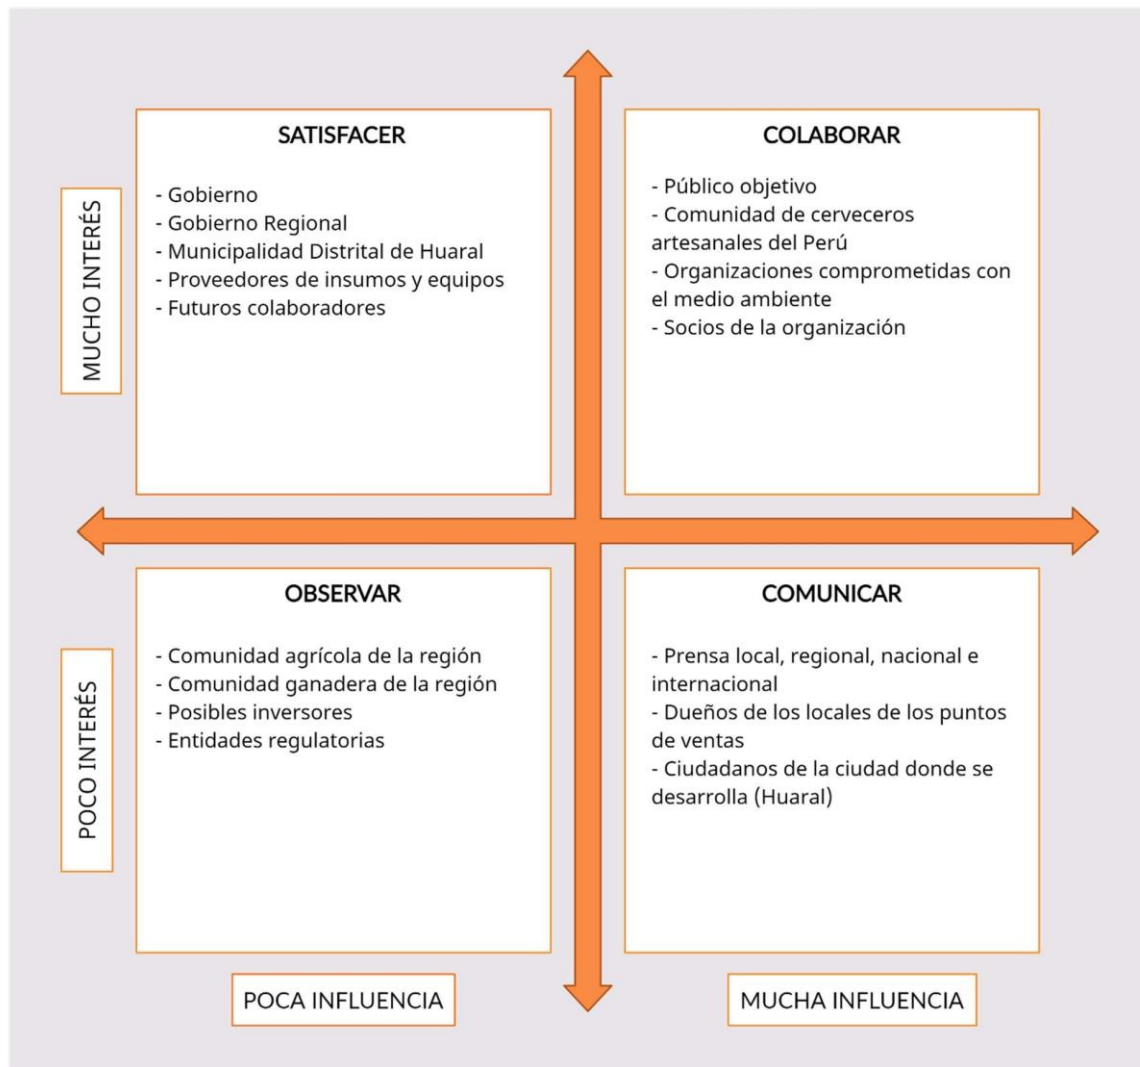 MUCHO INTERÉS
SATISFACER
- Gobierno
- Gobierno Regional
- Municipalidad Distrital de Huaral
- Proveedores de insumos y equipos
- Futuros colaboradores
COLABORAR
- Público objetivo
- Comunidad de cerveceros
artesanales del Perú
- Organizaciones comprometidas con
el medio ambiente
- Socios de la organización
POCO INTERÉS
OBSERVAR
- Comunidad agrícola de la región
- Comunidad ganadera de la región
- Posibles inversores
- Entidades regulatorias
COMUNICAR
- Prensa local, regional, nacional e
internacional
- Dueños de los locales de los puntos
de ventas
- Ciudadanos de la ciudad donde se
desarrolla (Huaral)
POCA INFLUENCIA
MUCHA INFLUENCIA